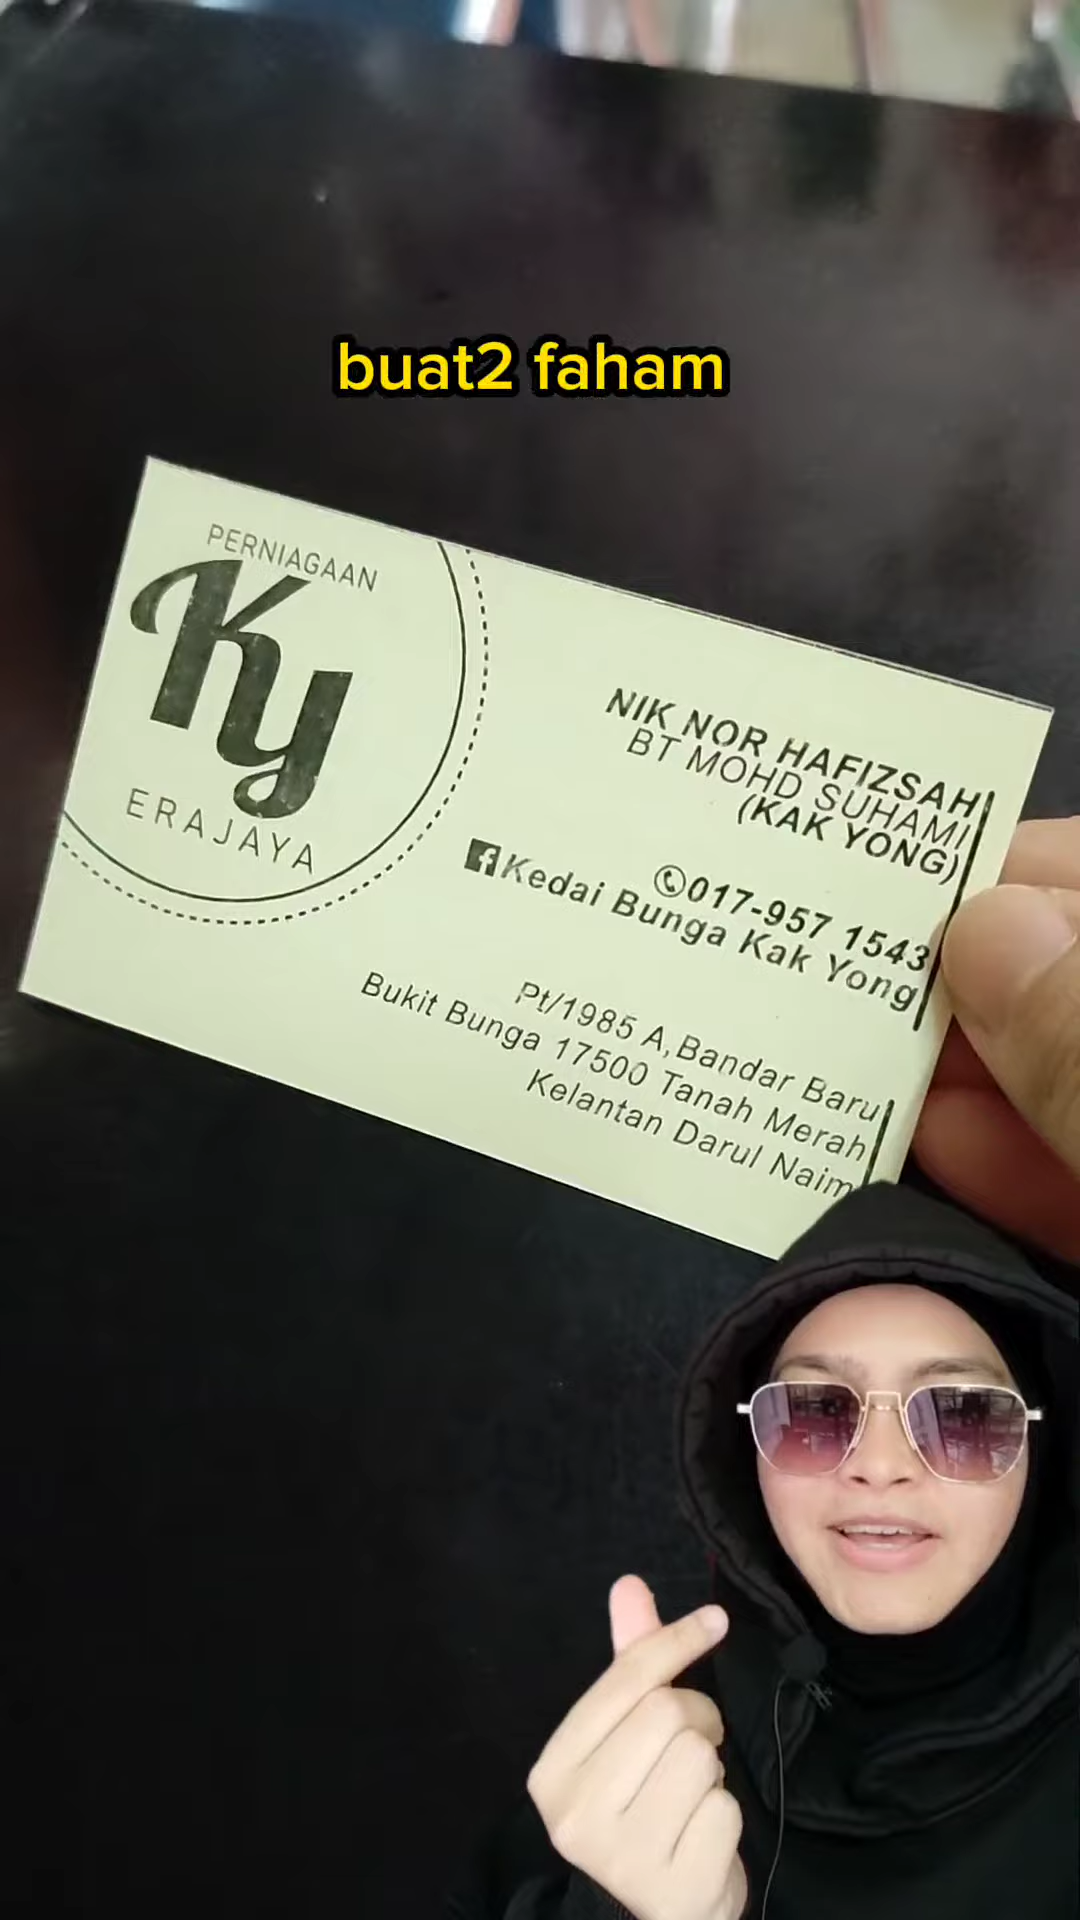 buat2 faham
PERNIAGAAN
Ky
ERAJAYA
NIK NOR HAFIZSAH
BT MOHD SUHAMI
(KAK YONG)
017-957 1543
Kedai Bunga Kak Yong
Pt/1985 A,Bandar Baru
Bukit Bunga 17500 Tanah Merah
Kelantan Darul Naim